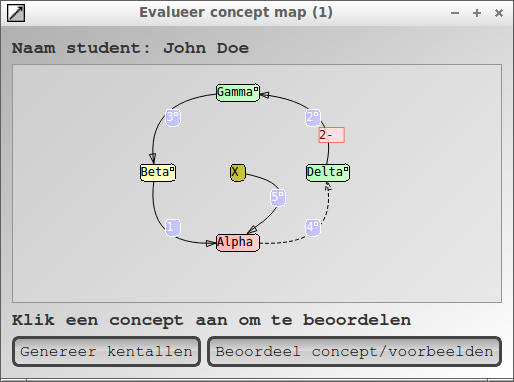 Evalueer concept map (1)
Naam student: John Doe
Gamma
3 2
2-
Beta X Delta
5
1 4
Alpha
Klik een concept aan om te beoordelen
Genereer kentallen Beoordeel concept/voorbeelden